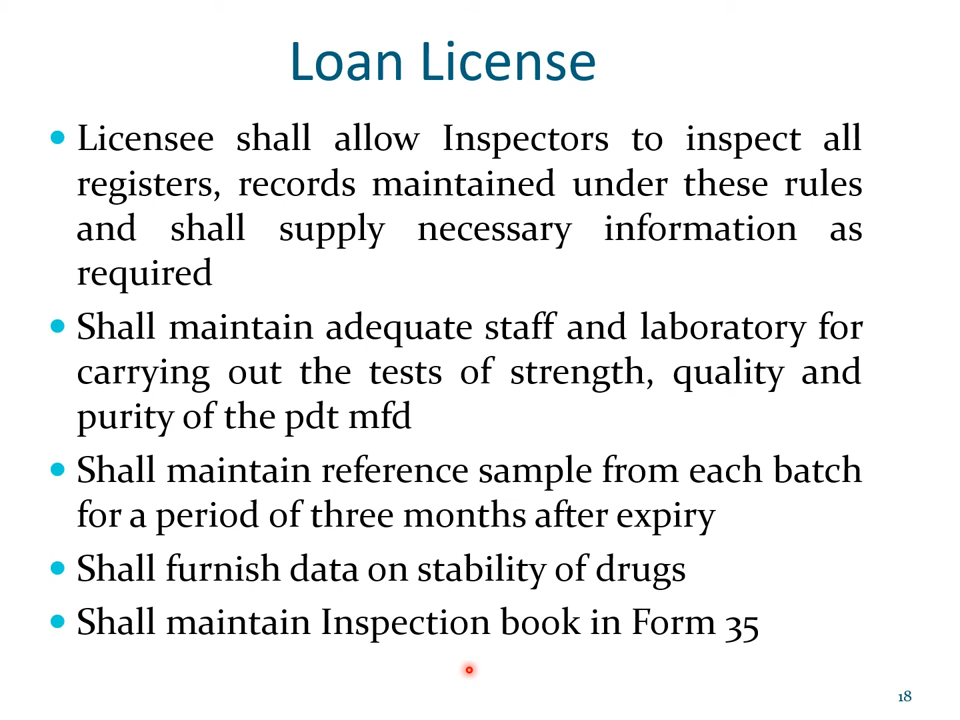 Loan License
• Licensee shall allow Inspectors to inspect all
registers, records maintained under these rules
and shall supply necessary information as
required
• Shall maintain adequate staff and laboratory for
carrying out the tests of strength, quality and
purity of the pdt mfd
• Shall maintain reference sample from each batch
for a period of three months after expiry
• Shall furnish data on stability of drugs
• Shall maintain Inspection book in Form 35
18